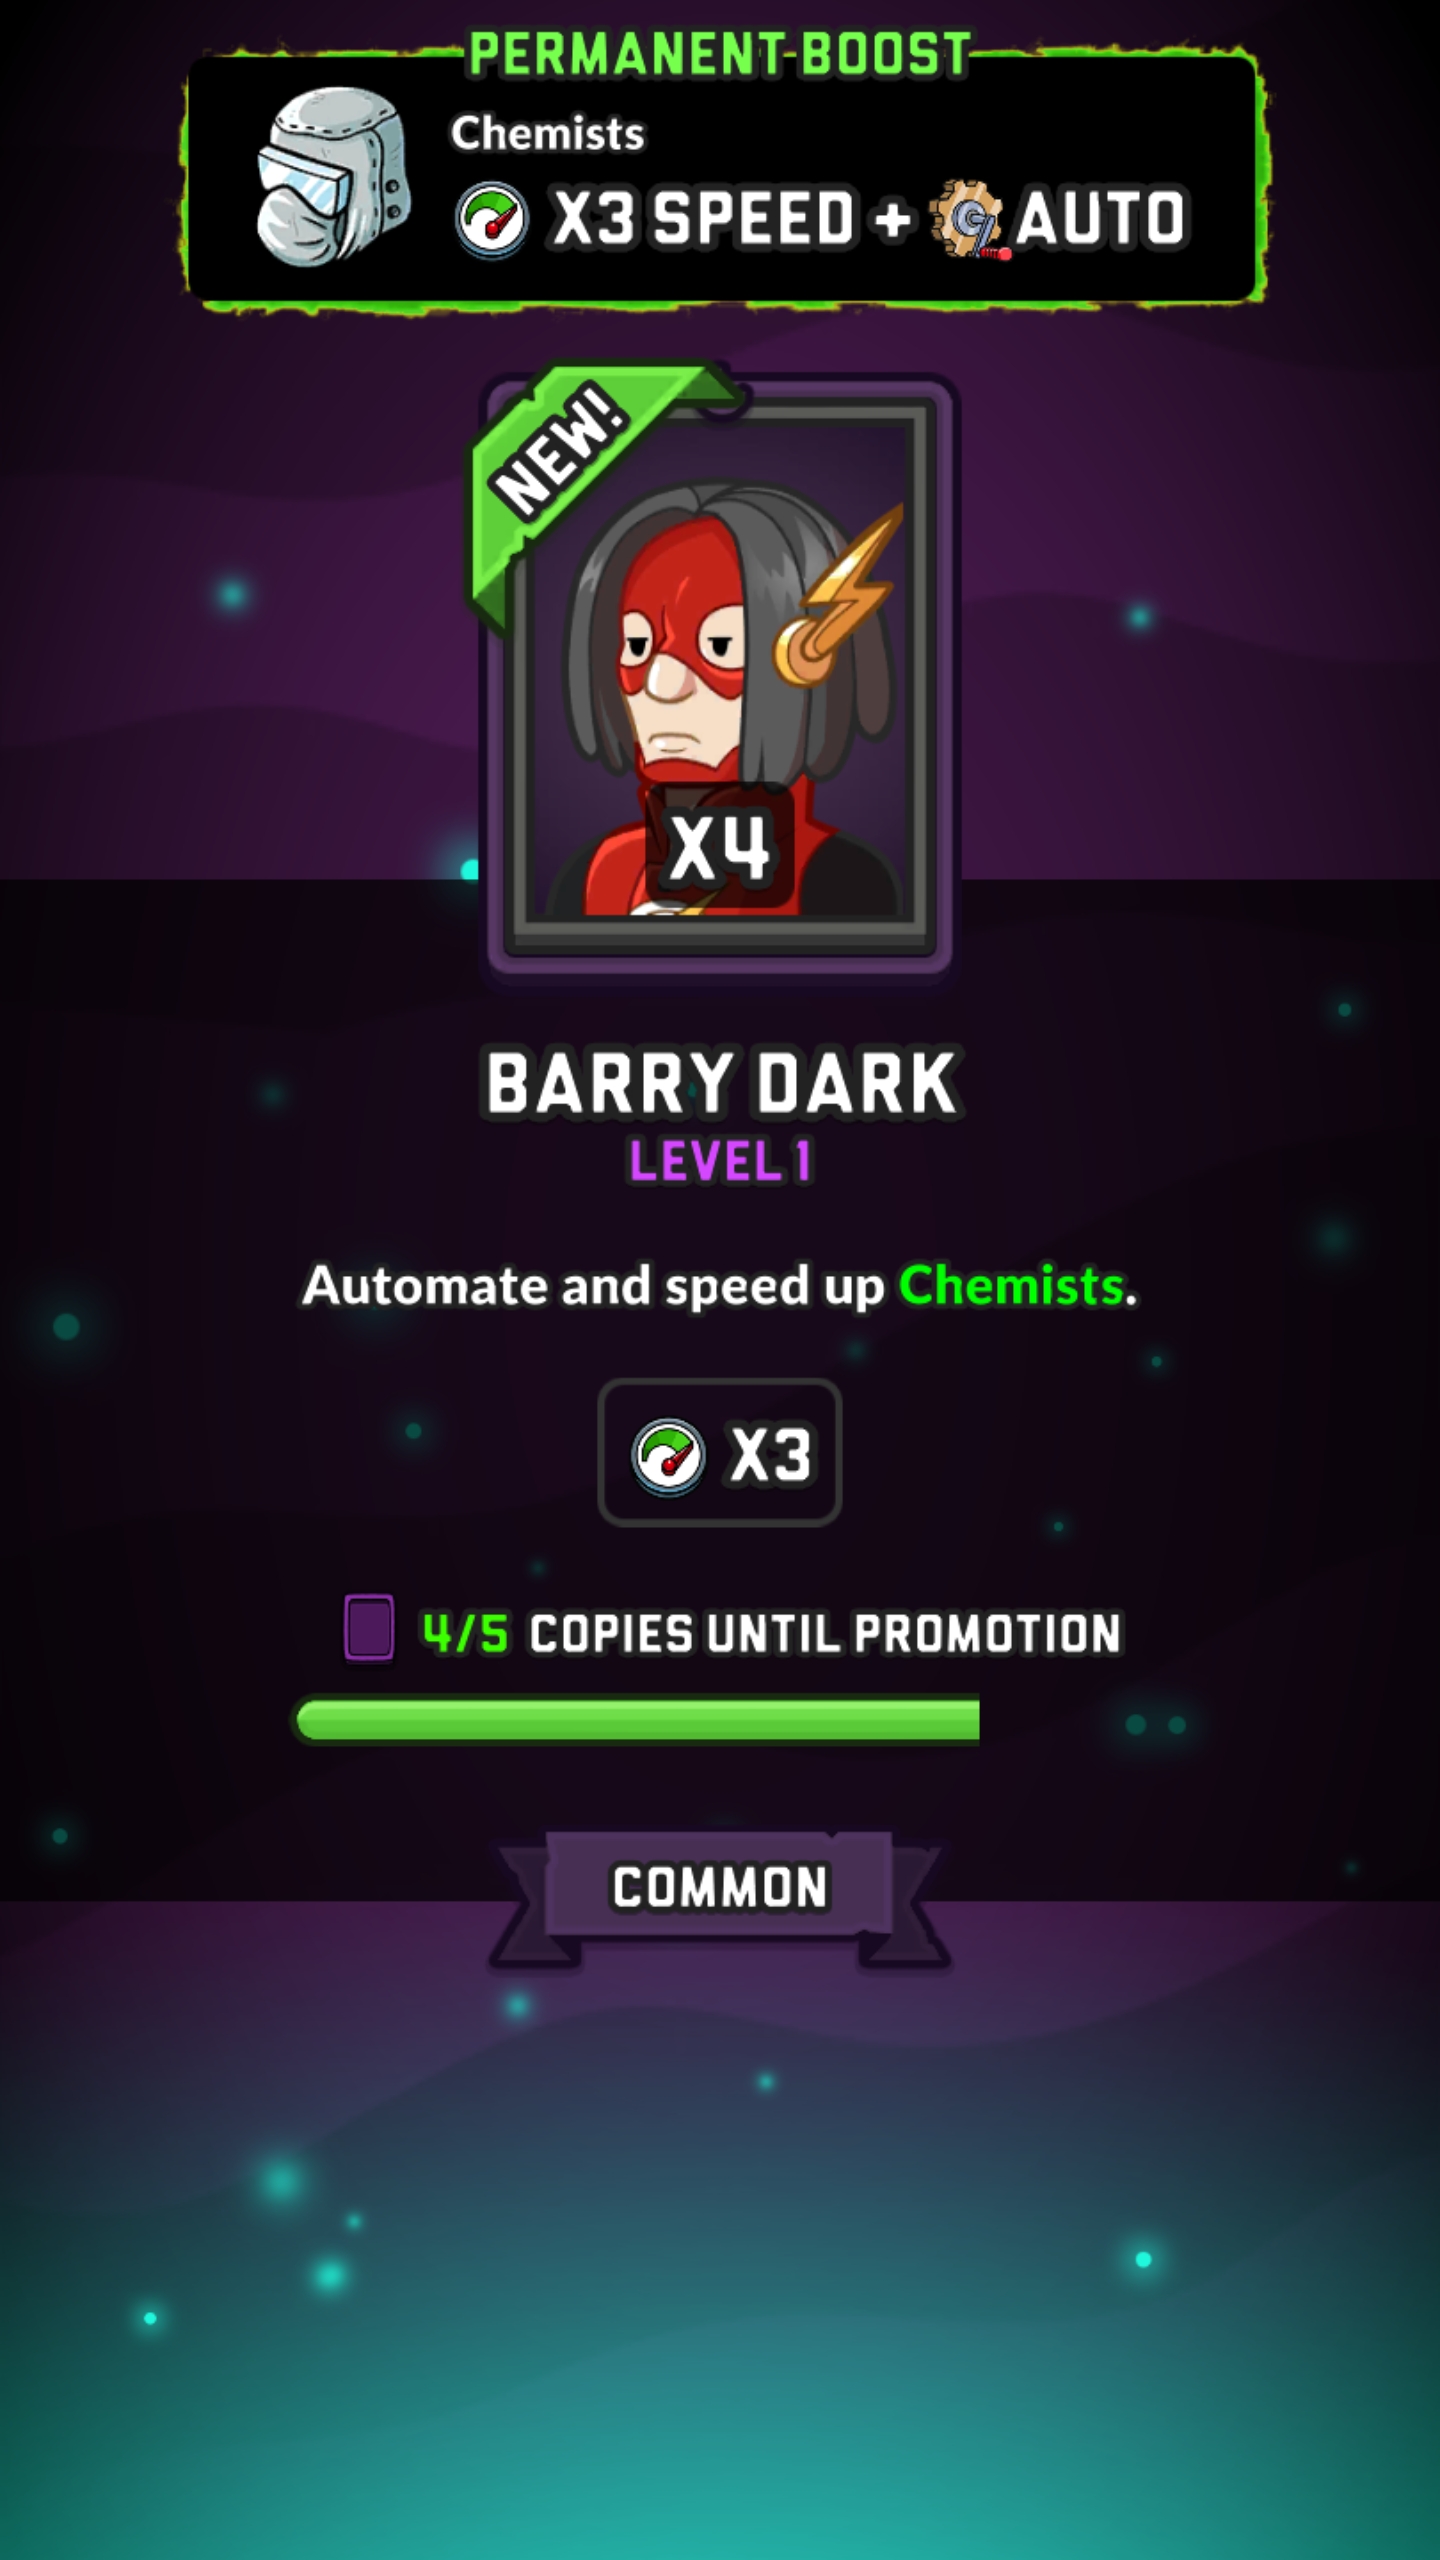 PERMANENT BOOST
Chemists
X3 SPEED + AUTO
NEW!
X4
BARRY DARK
LEVEL 1
Automate and speed up Chemists.
X3
4/5 COPIES UNTIL PROMOTION
COMMON